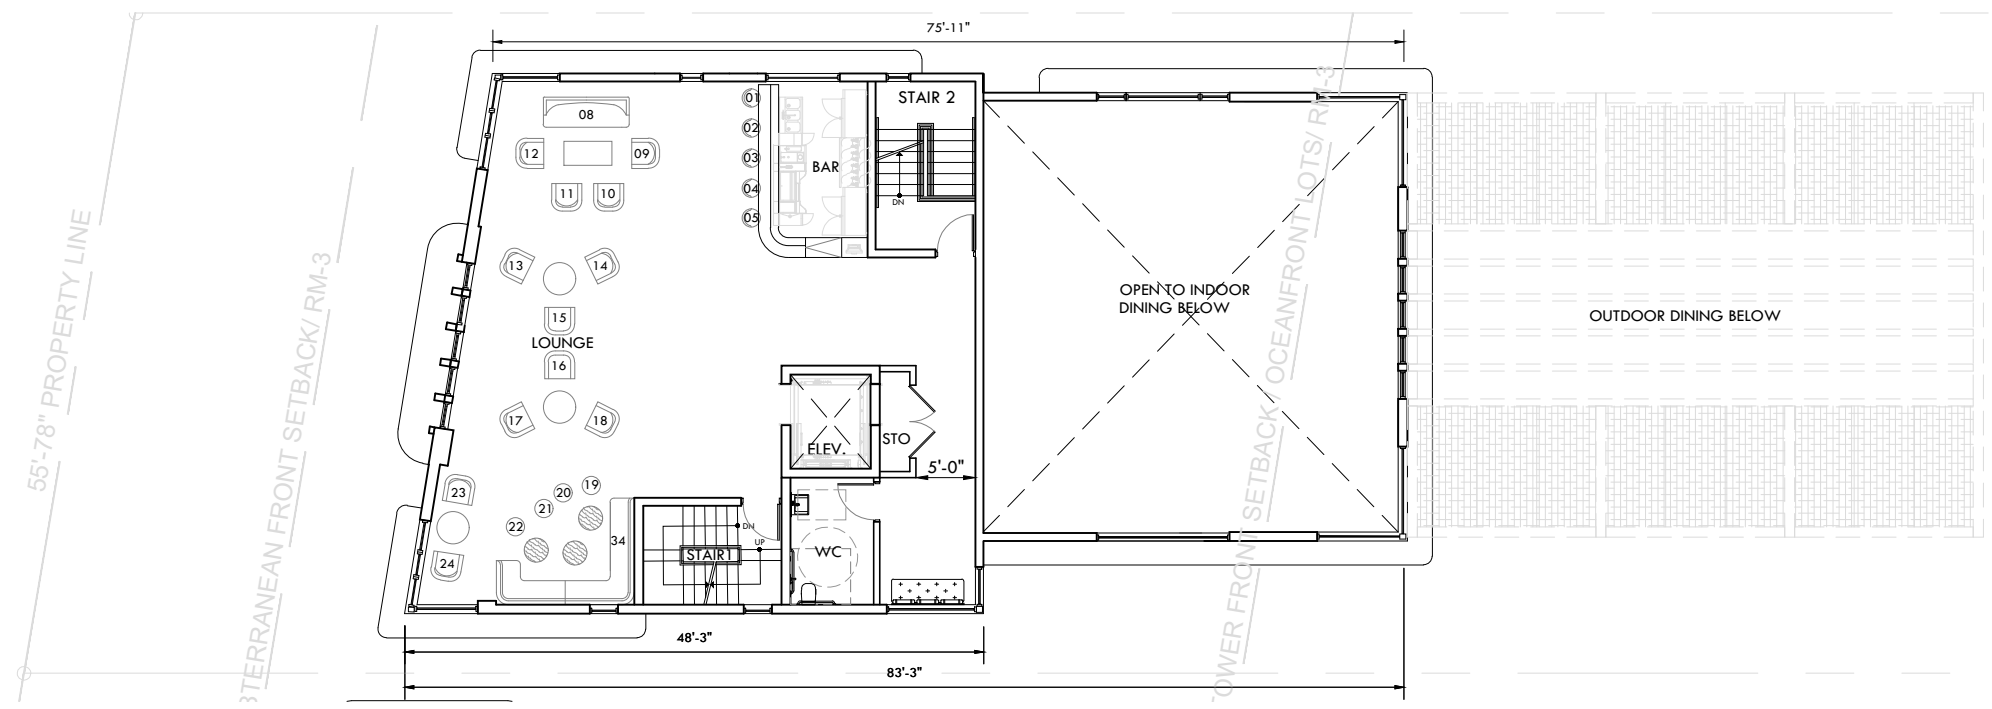 75'-11"
STAIR 2
01
08
02
12
09
03
BAR
04
11
10
DN
05
13
14
OPEN TO INDOOR
DINING BELOW
15
OUTDOOR DINING BELOW
LOUNGE
16
17
18
STO
ELEV.
5'-0"
19
20
23
21
22
DN
34
UP
STAIR1
WC
24
48'-3"
83'-3"
55'-78" PROPERTY LINE
BTERRANEAN FRONT SETBACK/ RM-3
TOWER FRONT SETBACK / OCEANFRONT LOTS/ RM-3